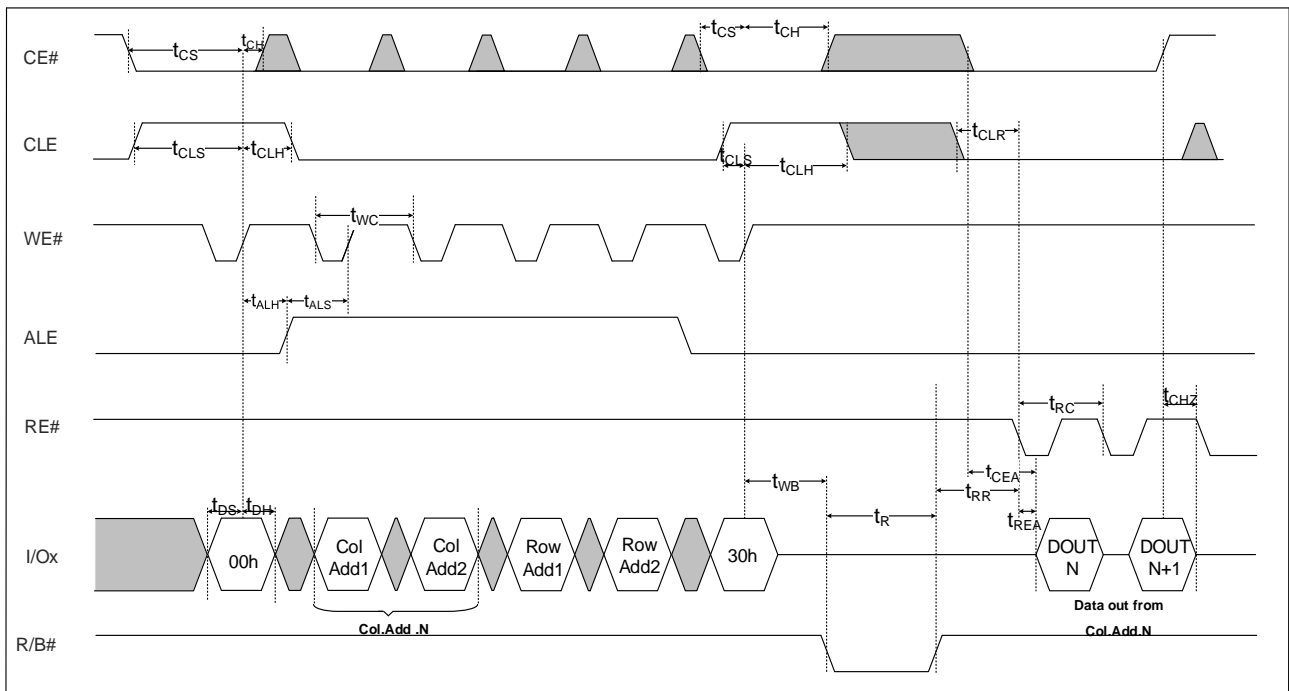 CE#
tCS
tCH
tCS
tCH
CLE
tCLS
tCLH
tCLS
tCLH
tCLR
WE#
tWC
ALE
tALH
tALS
RE#
tRC
tCHZ
tCEA
tWB
tRR
tR
tREA
tDS
tDH
I/Ox
00h
Col
Add1
Col
Add2
Row
Add1
Row
Add2
30h
DOUT
N
DOUT
N+1
Col.Add .N
Data out from
Col.Add.N
R/B#